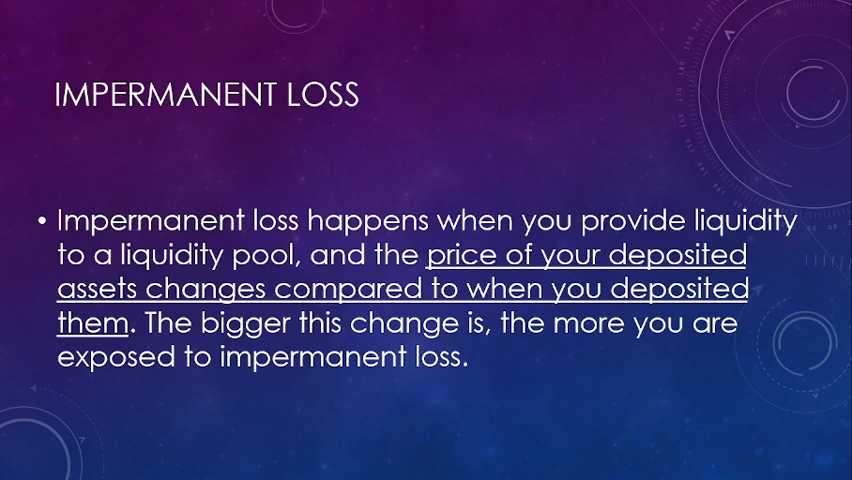 IMPERMANENT LOSS
• Impermanent loss happens when you provide liquidity
to a liquidity pool, and the price of your deposited
assets changes compared to when you deposited
them. The bigger this change is, the more you are
exposed to impermanent loss.